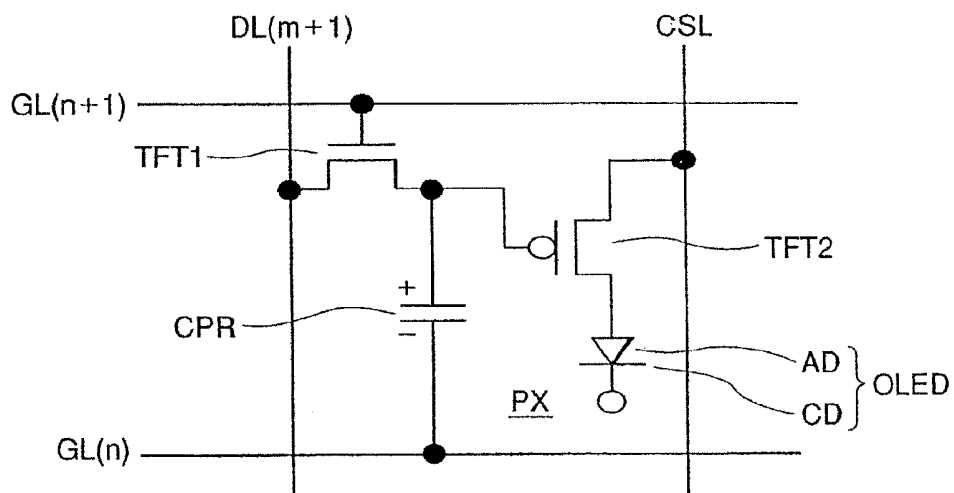 DL(m+1)
CSL
GL(n+1)
TFT1
TFT2
+
CPR
−
AD
OLED
PX
CD
GL(n)